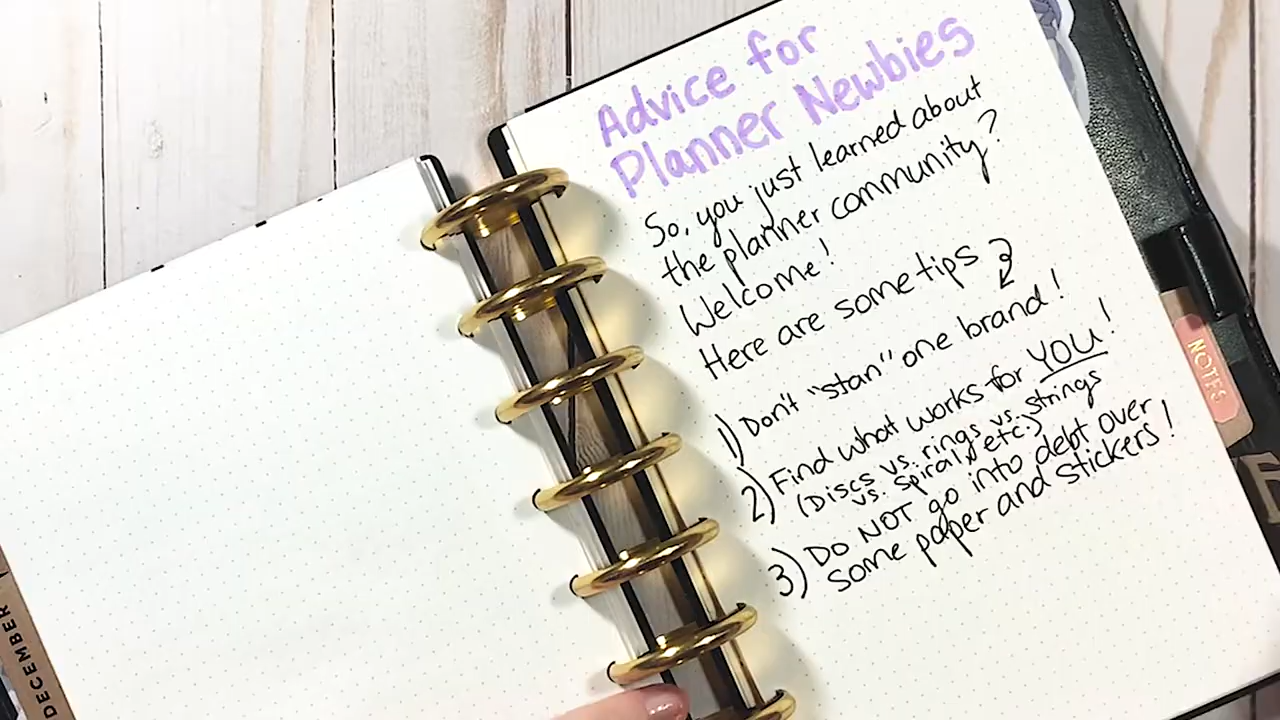 Advice for
Planner Newbies
So, you just learned about
the planner community?
Welcome!
Here are some tips
1) Don't "stan" one brand!
2) Find what works for YOU!
(Discs vs. rings vs. strings
vs. Spiral, etc.)
3) Do NOT go into debt over
some paper and stickers!
NOTES
DECEMBER